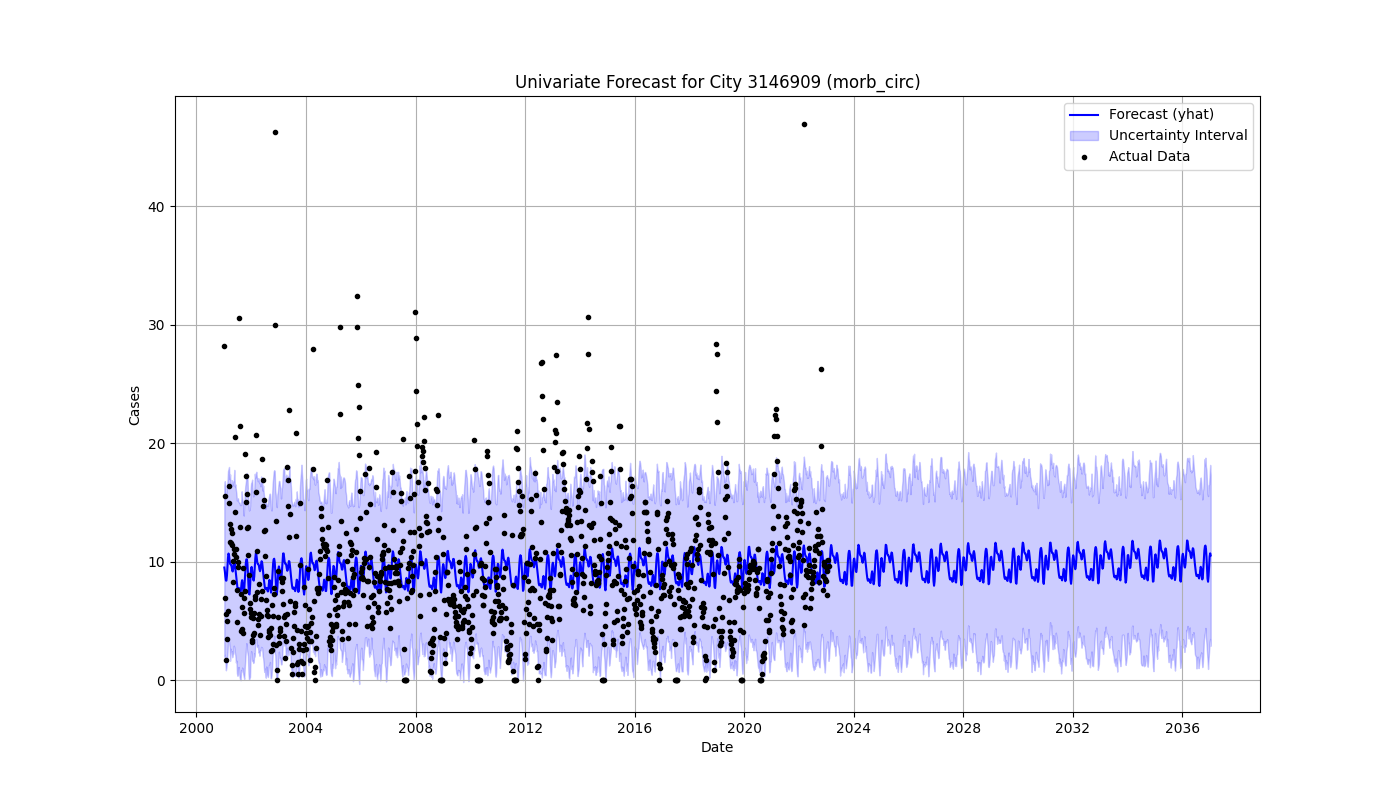 Univariate Forecast for City 3146909 (morb_circ)
Forecast (yhat)
Uncertainty Interval
Actual Data
Cases
40
30
20
10
0
2000 2004 2008 2012 2016 2020 2024 2028 2032 2036
Date